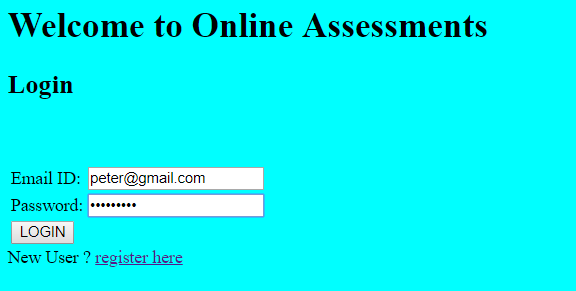 Welcome to Online Assessments
Login
Email ID: peter@gmail.com
Password: •••••••••
LOGIN
New User ? register here